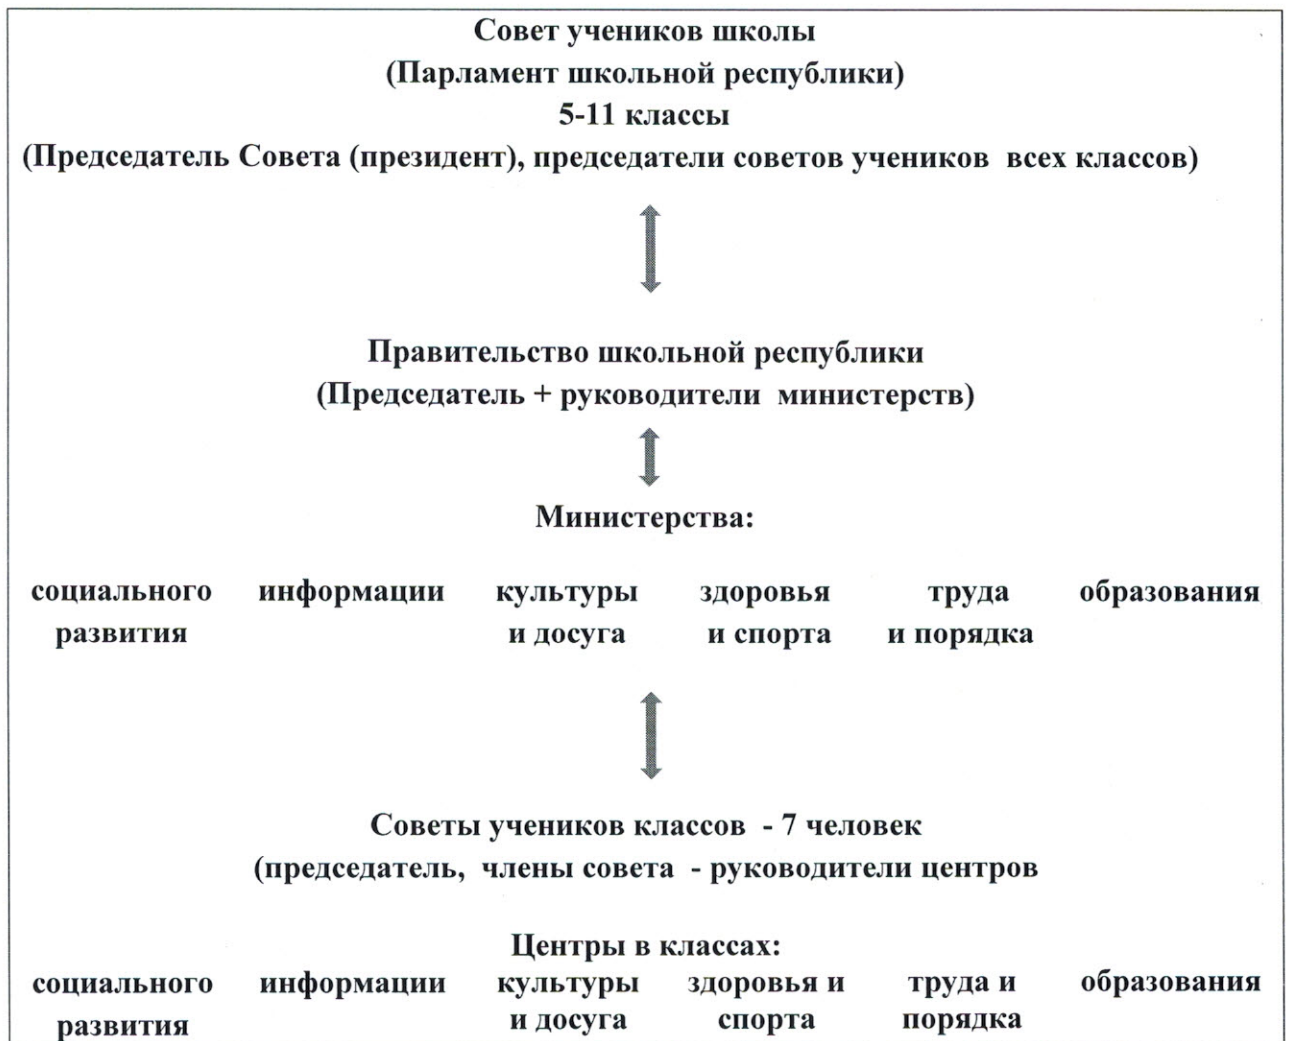 Совет учеников школы
(Парламент школьной республики)
5-11 классы
(Председатель Совета (президент), председатели советов учеников всех классов)
Правительство школьной республики
(Председатель + руководители министерств)
Министерства:
социального информации культуры здоровья труда образования
развития и досуга и спорта и порядка
Советы учеников классов - 7 человек
(председатель, члены совета - руководители центров
Центры в классах:
социального информации культуры здоровья и труда и образования
развития и досуга спорта порядка